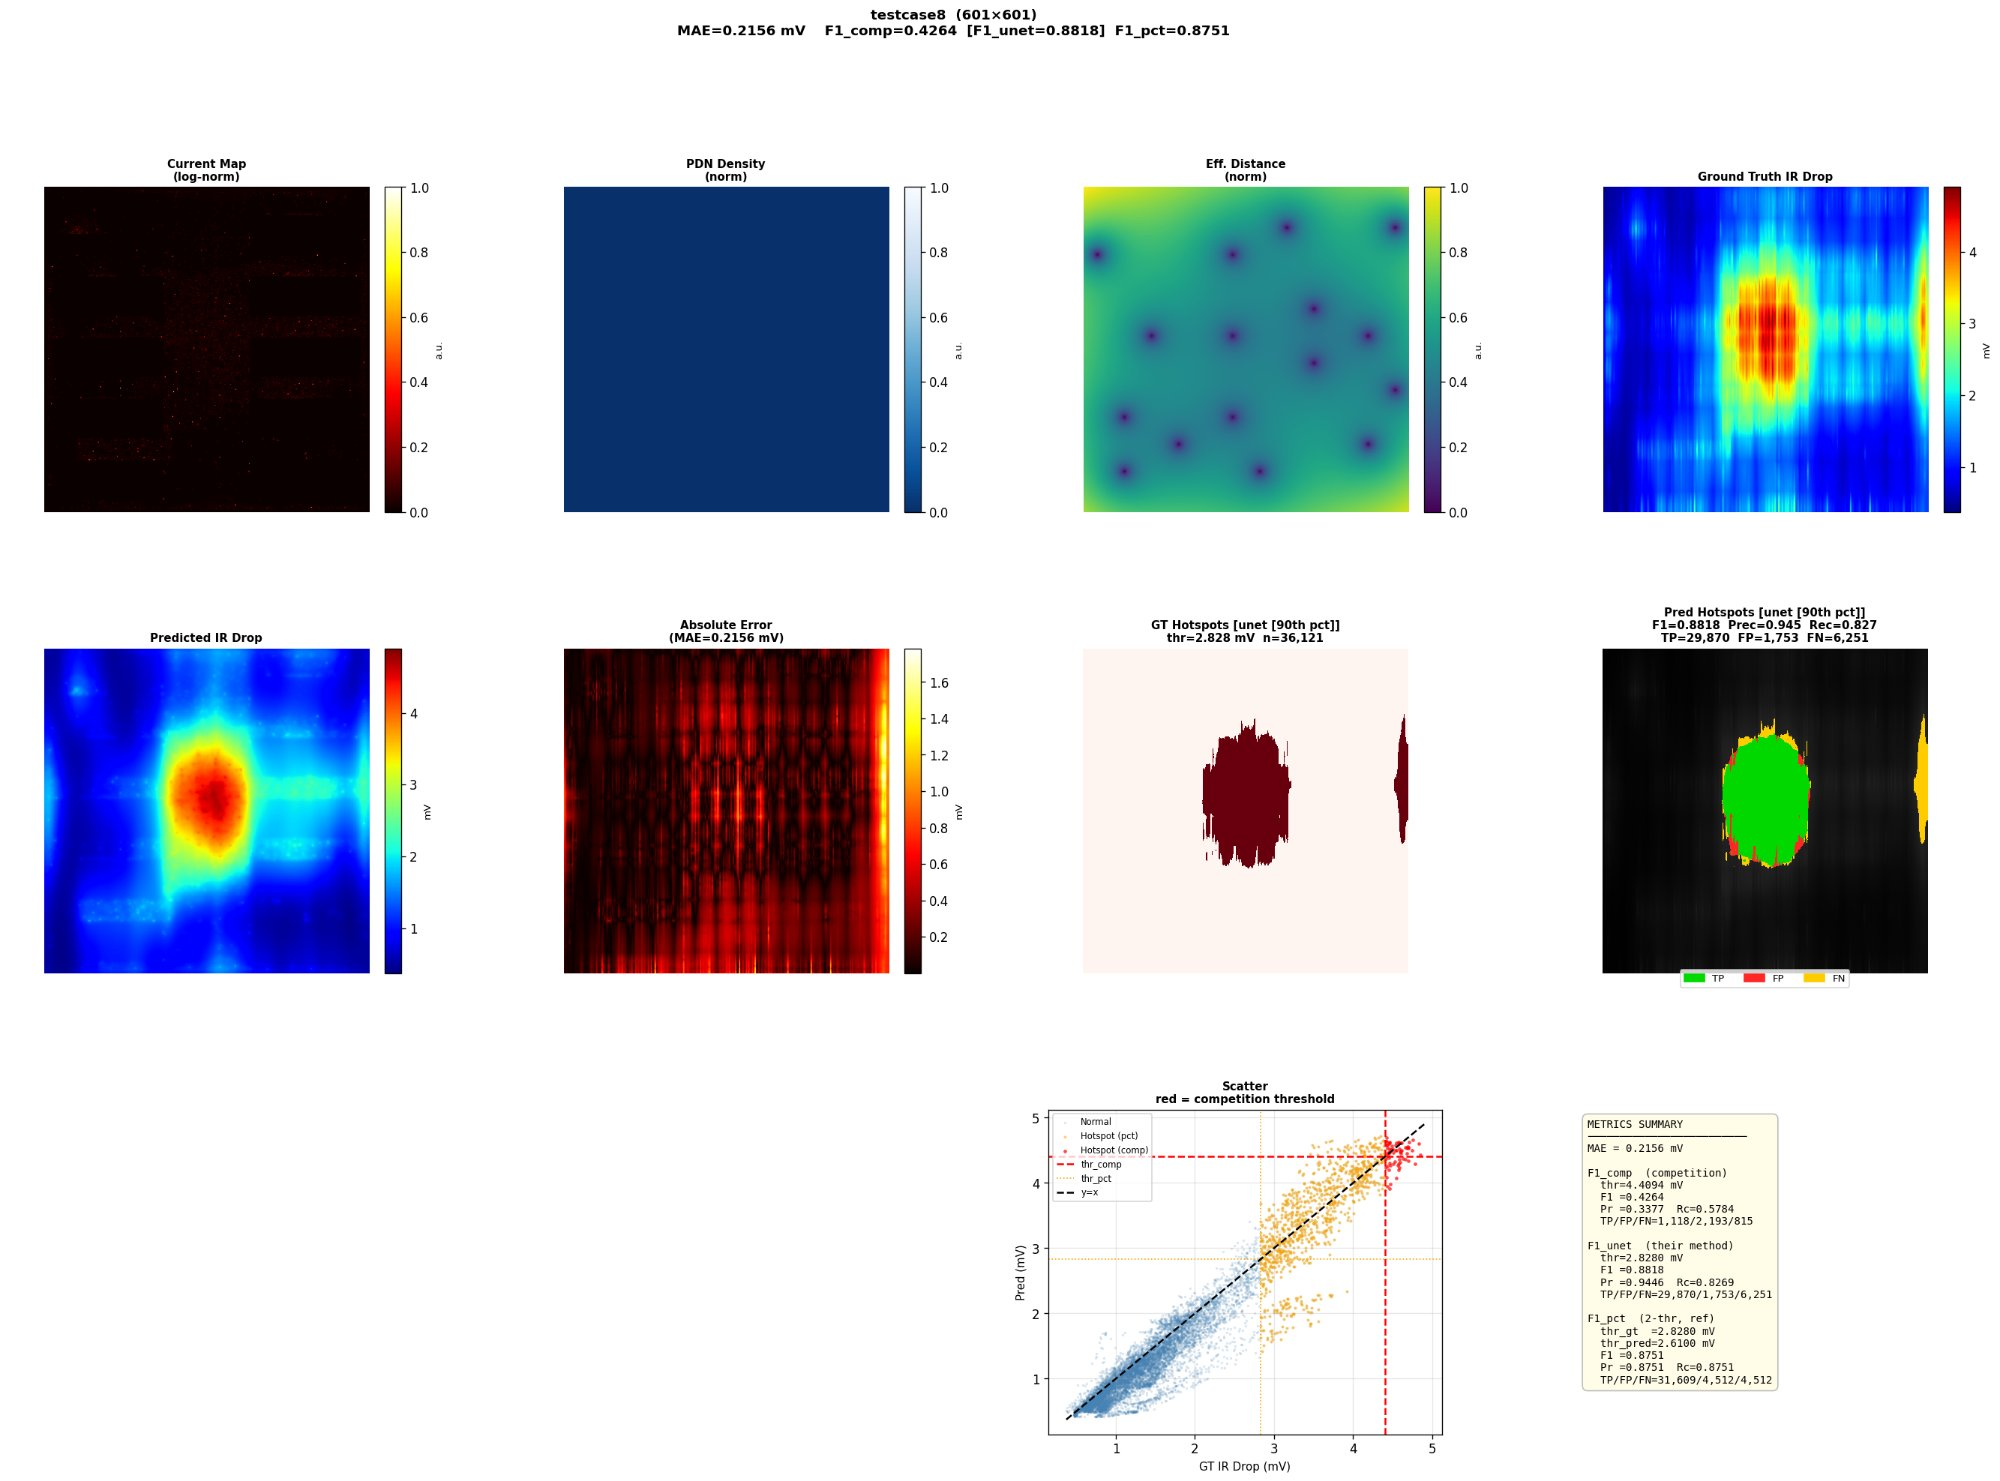 testcase8  (601×601)
MAE=0.2156 mV    F1_comp=0.4264  [F1_unet=0.8818]  F1_pct=0.8751
Current Map
(log-norm)
1.0
0.8
0.6
0.4
0.2
0.0
a.u.
PDN Density
(norm)
1.0
0.8
0.6
0.4
0.2
0.0
a.u.
Eff. Distance
(norm)
1.0
0.8
0.6
0.4
0.2
0.0
a.u.
Ground Truth IR Drop
4
3
2
1
mV
Predicted IR Drop
4
3
2
1
mV
Absolute Error
(MAE=0.2156 mV)
1.6
1.4
1.2
1.0
0.8
0.6
0.4
0.2
mV
GT Hotspots [unet [90th pct]]
thr=2.828 mV  n=36,121
Pred Hotspots [unet [90th pct]]
F1=0.8818  Prec=0.945  Rec=0.827
TP=29,870  FP=1,753  FN=6,251
TP
FP
FN
Scatter
red = competition threshold
Normal
Hotspot (pct)
Hotspot (comp)
thr_comp
thr_pct
y=x
5
4
3
2
1
Pred (mV)
1
2
3
4
5
GT IR Drop (mV)
METRICS SUMMARY
MAE = 0.2156 mV
F1_comp  (competition)
thr=4.4094 mV
F1 =0.4264
Pr =0.3377  Rc=0.5784
TP/FP/FN=1,118/2,193/815
F1_unet  (their method)
thr=2.8280 mV
F1 =0.8818
Pr =0.9446  Rc=0.8269
TP/FP/FN=29,870/1,753/6,251
F1_pct  (2-thr, ref)
thr_gt  =2.8280 mV
thr_pred=2.6100 mV
F1 =0.8751
Pr =0.8751  Rc=0.8751
TP/FP/FN=31,609/4,512/4,512